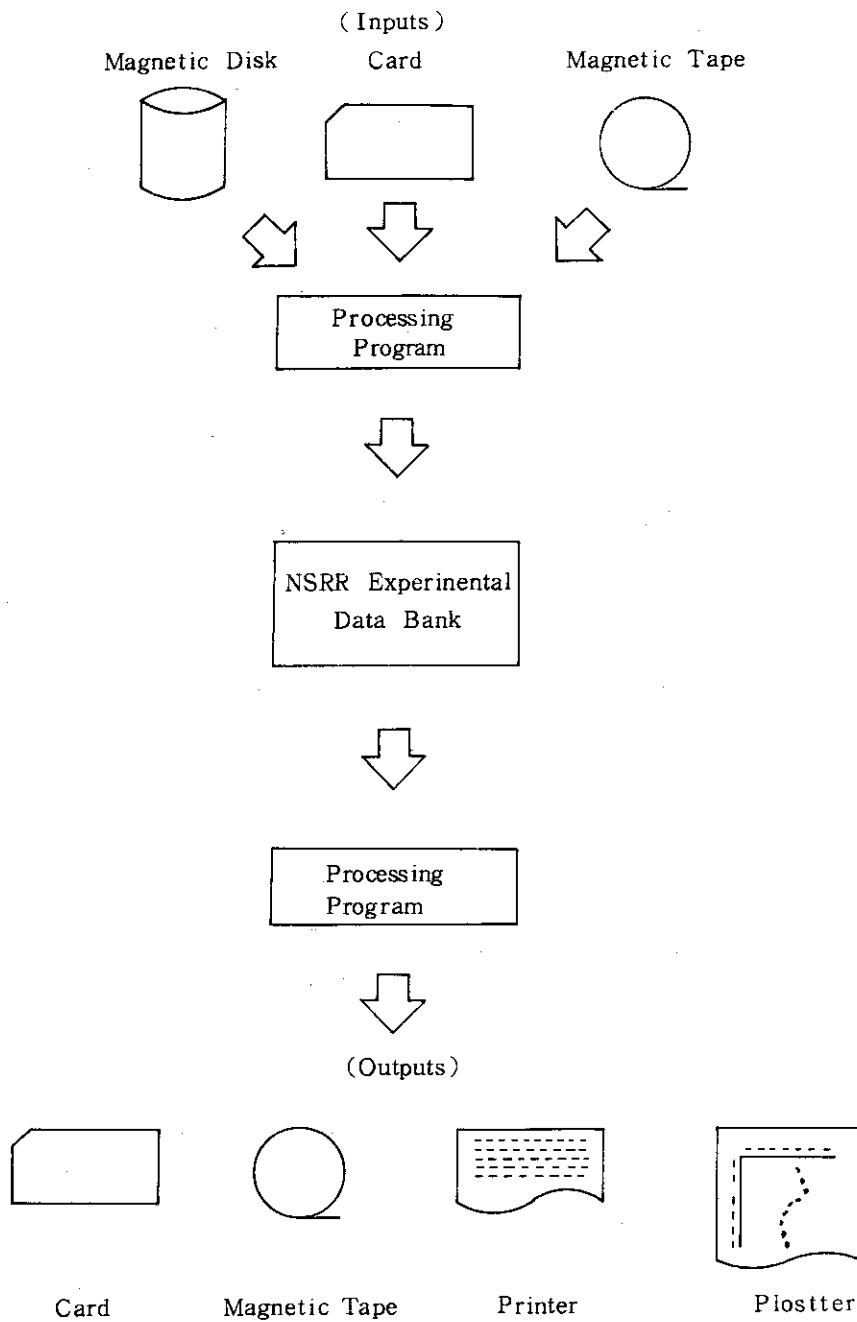 (Inputs)
Magnetic Disk Card Magnetic Tape
Processing
Program
NSRR Experimental
Data Bank
Processing
Program
(Outputs)
Card Magnetic Tape Printer Plostter